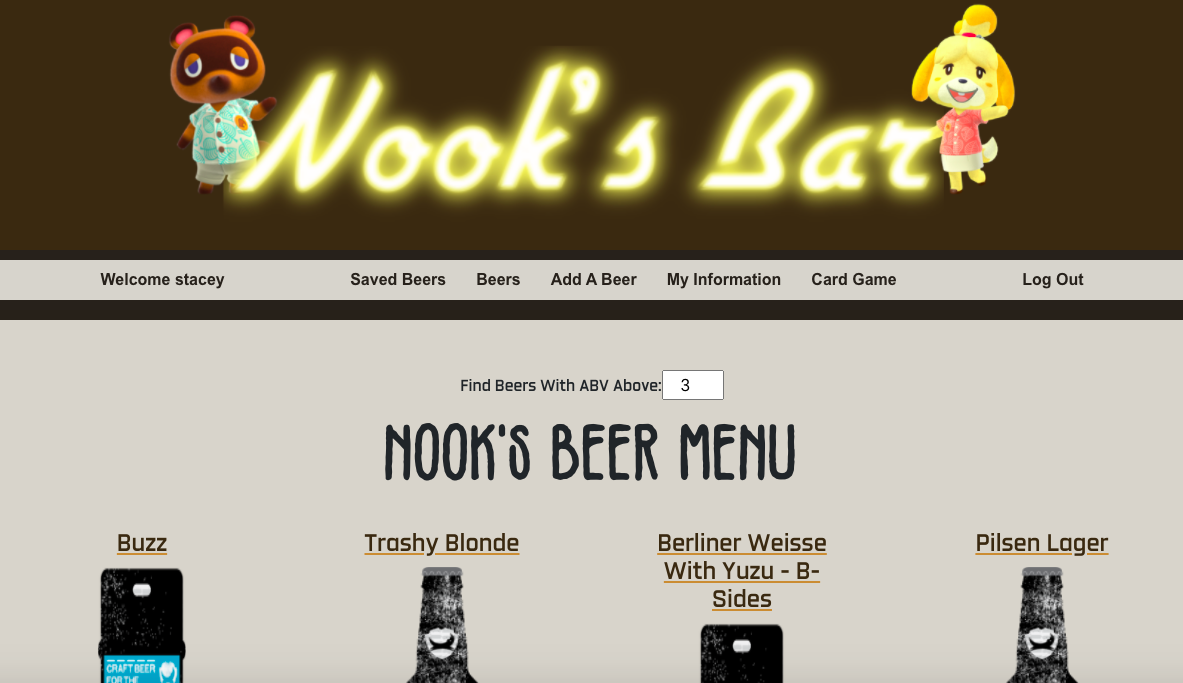 Nook's Bar
Welcome stacey Saved Beers Beers Add A Beer My Information Card Game Log Out
Find Beers With ABV Above: 3
NOOK'S BEER MENU
Buzz
Trashy Blonde
Berliner Weisse
With Yuzu - B-
Sides
Pilsen Lager
CRAFT BEER
FOR THE